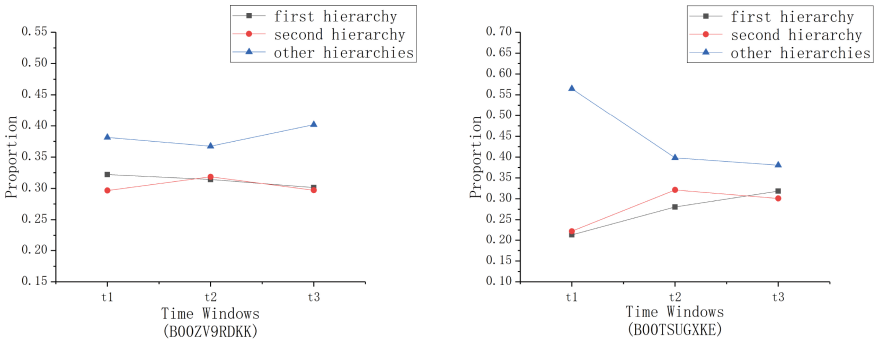 first hierarchy
second hierarchy
other hierarchies
0.55
0.50
0.45
0.40
0.35
0.30
0.25
0.20
0.15
Proportion
t1 t2 t3
Time Windows
(B00ZV9RDKK)
first hierarchy
second hierarchy
other hierarchies
0.70
0.65
0.60
0.55
0.50
0.45
0.40
0.35
0.30
0.25
0.20
0.15
0.10
Proportion
t1 t2 t3
Time Windows
(B00TSUGXKE)